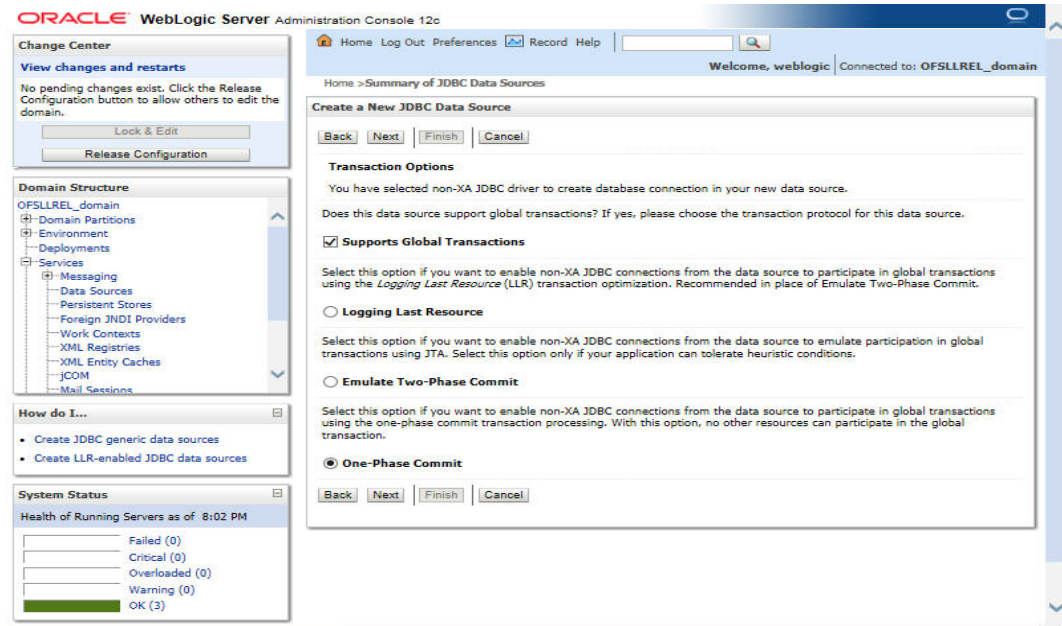 ORACLE WebLogic Server Administration Console 12c
Change Center
View changes and restarts
No pending changes exist. Click the Release
Configuration button to allow others to edit the
domain.
Lock & Edit
Release Configuration
Domain Structure
OFSLLREL_domain
Domain Partitions
Environment
Deployments
Services
Messaging
Data Sources
Persistent Stores
Foreign JNDI Providers
Work Contexts
XML Registries
XML Entity Caches
jCOM
Mail Sessions
How do I...
Create JDBC generic data sources
Create LLR-enabled JDBC data sources
System Status
Health of Running Servers as of 8:02 PM
Failed (0)
Critical (0)
Overloaded (0)
Warning (0)
OK (3)
Home Log Out Preferences Record Help
Welcome, weblogic Connected to: OFSLLREL_domain
Home >Summary of JDBC Data Sources
Create a New JDBC Data Source
Back Next Finish Cancel
Transaction Options
You have selected non-XA JDBC driver to create database connection in your new data source.
Does this data source support global transactions? If yes, please choose the transaction protocol for this data source.
Supports Global Transactions
Select this option if you want to enable non-XA JDBC connections from the data source to participate in global transactions
using the Logging Last Resource (LLR) transaction optimization. Recommended in place of Emulate Two-Phase Commit.
Logging Last Resource
Select this option if you want to enable non-XA JDBC connections from the data source to emulate participation in global
transactions using JTA. Select this option only if your application can tolerate heuristic conditions.
Emulate Two-Phase Commit
Select this option if you want to enable non-XA JDBC connections from the data source to participate in global transactions
using the one-phase commit transaction processing. With this option, no other resources can participate in the global
transaction.
One-Phase Commit
Back Next Finish Cancel